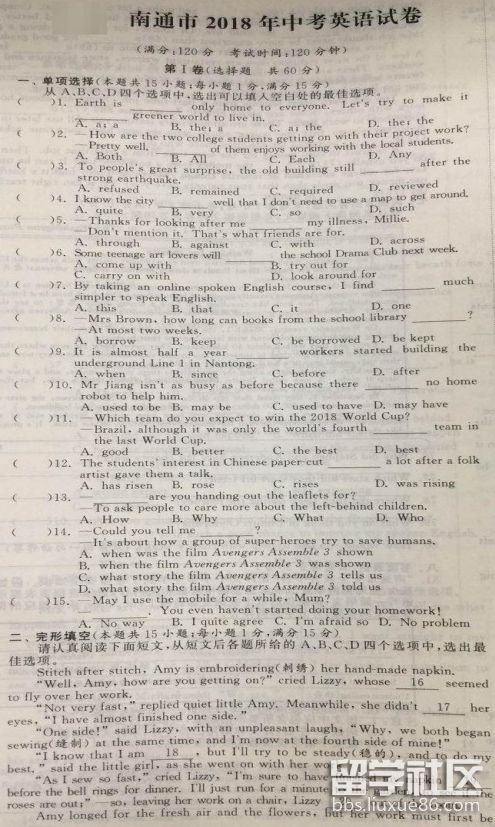 南通市 2018 年中考英语试卷
(满分:120 分 考试时间:120 分钟)
第 Ⅰ 卷(选择题 共 60 分)
一、单项选择(本题共 15 小题;每小题 1 分,满分 15 分)
从 A、B、C、D 四个选项中,选出可以填入空白处的最佳选项。
( )1. Earth is ______ only home to everyone. Let's try to make it
______ greener world to live in.
A. a; a B. the; a C. a; the D. the; the
( )2. —How are the two college students getting on with their project work?
—Pretty well. ______ of them enjoys working with the local students.
A. Both B. All C. Each D. Any
( )3. To people's great surprise, the old building still ______ after the
strong earthquake.
A. refused B. remained C. required D. reviewed
( )4. I know the city ______ well that I don't need to use a map to get around.
A. quite B. very C. so D. such
( )5. —Thanks for looking after me ______ my illness, Millie.
—Don't mention it. That's what friends are for.
A. through B. against C. with D. across
( )6. Some teenage art lovers will ______ the school Drama Club next week.
A. come up with B. try out for
C. carry on with D. look around for
( )7. By taking an online spoken English course, I find ______ much
simpler to speak English.
A. this B. that C. it D. one
( )8. —Mrs Brown, how long can books from the school library ______?
—At most two weeks.
A. borrow B. keep C. be borrowed D. be kept
( )9. It is almost half a year ______ workers started building the
underground Line 1 in Nantong.
A. when B. since C. before D. after
( )10. Mr Jiang isn't as busy as before because there ______ no home
robot to help him.
A. used to be B. may be C. used to have D. may have
( )11. —Which team do you expect to win the 2018 World Cup?
—Brazil, although it was only the world's fourth ______ team in
the last World Cup.
A. good B. better C. the best D. best
( )12. The students' interest in Chinese paper-cut ______ a lot after a folk
artist gave them a talk.
A. has risen B. rose C. rises D. was rising
( )13. —______ are you handing out the leaflets for?
—To ask people to care more about the left-behind children.
A. How B. Why C. What D. Who
( )14. —Could you tell me ______?
—It's about how a group of super-heroes try to save humans.
A. when was the film Avengers Assemble 3 shown
B. when the film Avengers Assemble 3 was shown
C. what story the film Avengers Assemble 3 tells us
D. what story the film Avengers Assemble 3 told us
( )15. —May I use the mobile for a while, Mum?
—______. You even haven't started doing your homework!
A. No way B. I quite agree C. I'm afraid so D. No problem
二、完形填空(本题共 15 小题;每小题 1 分,满分 15 分)
请认真阅读下面短文,从短文后各题所给的 A、B、C、D 四个选项中,选出最
佳选项。
Stitch after stitch, Amy is embroidering(刺绣) her hand-made napkin.
"Well, Amy, how are you getting on?" cried Lizzy, whose 16 seemed
to fly over her work.
"Not very fast," replied quiet little Amy. Meanwhile, she didn't 17 her
eyes, "I have almost finished one side."
"One side!" said Lizzy, with an unpleasant laugh, "Why, we both began
sewing(缝制) at the same time, and I'm now at the fourth side of mine!"
"I know that I am 18, but I'll try to be steady(稳的), and to do my
best," said the little girl, as she went on with her wo
"As I sew so fast," cried Lizzy, "I'm sure to have
before the bell rings for dinner. I'll just run for a minute
roses are out;" so, leaving her work on a chair, Lizzy
Amy longed for the fresh air and the flowers, but her work must first be
留学社区
bbs.liuxue86.com